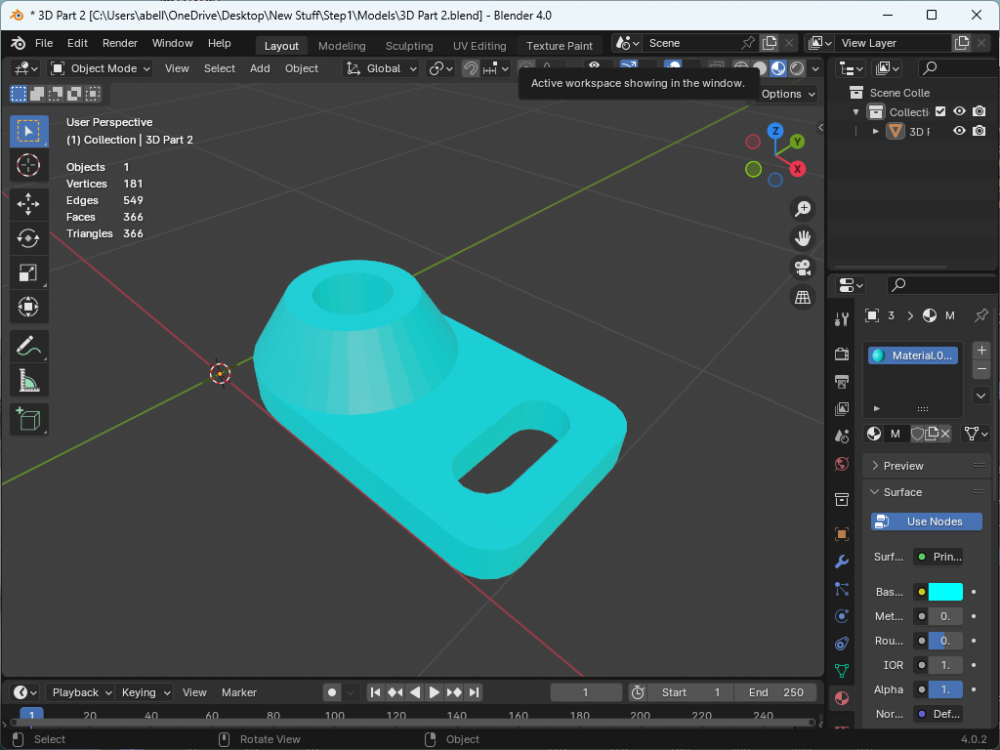 * 3D Part 2 [C:\Users\abell\OneDrive\Desktop\New Stuff\Step1\Models\3D Part 2.blend] - Blender 4.0
File Edit Render Window Help Layout Modeling Sculpting UV Editing Texture Paint Scene View Layer
Object Mode View Select Add Object Global
Active workspace showing in the window.
Options
User Perspective
(1) Collection | 3D Part 2
Objects 1
Vertices 181
Edges 549
Faces 366
Triangles 366
Z
Y
X
Scene Colle
Collecti
3D F
3 M
Material.0...
M
Preview
Surface
Use Nodes
Surf... Prin...
Bas...
Met... 0.
Rou... 0.
IOR 1.
Alpha 1.
Nor... Def...
Playback Keying View Marker 1 Start 1 End 250
1 20 40 60 80 100 120 140 160 180 200 220 240
Select Rotate View Object 4.0.2